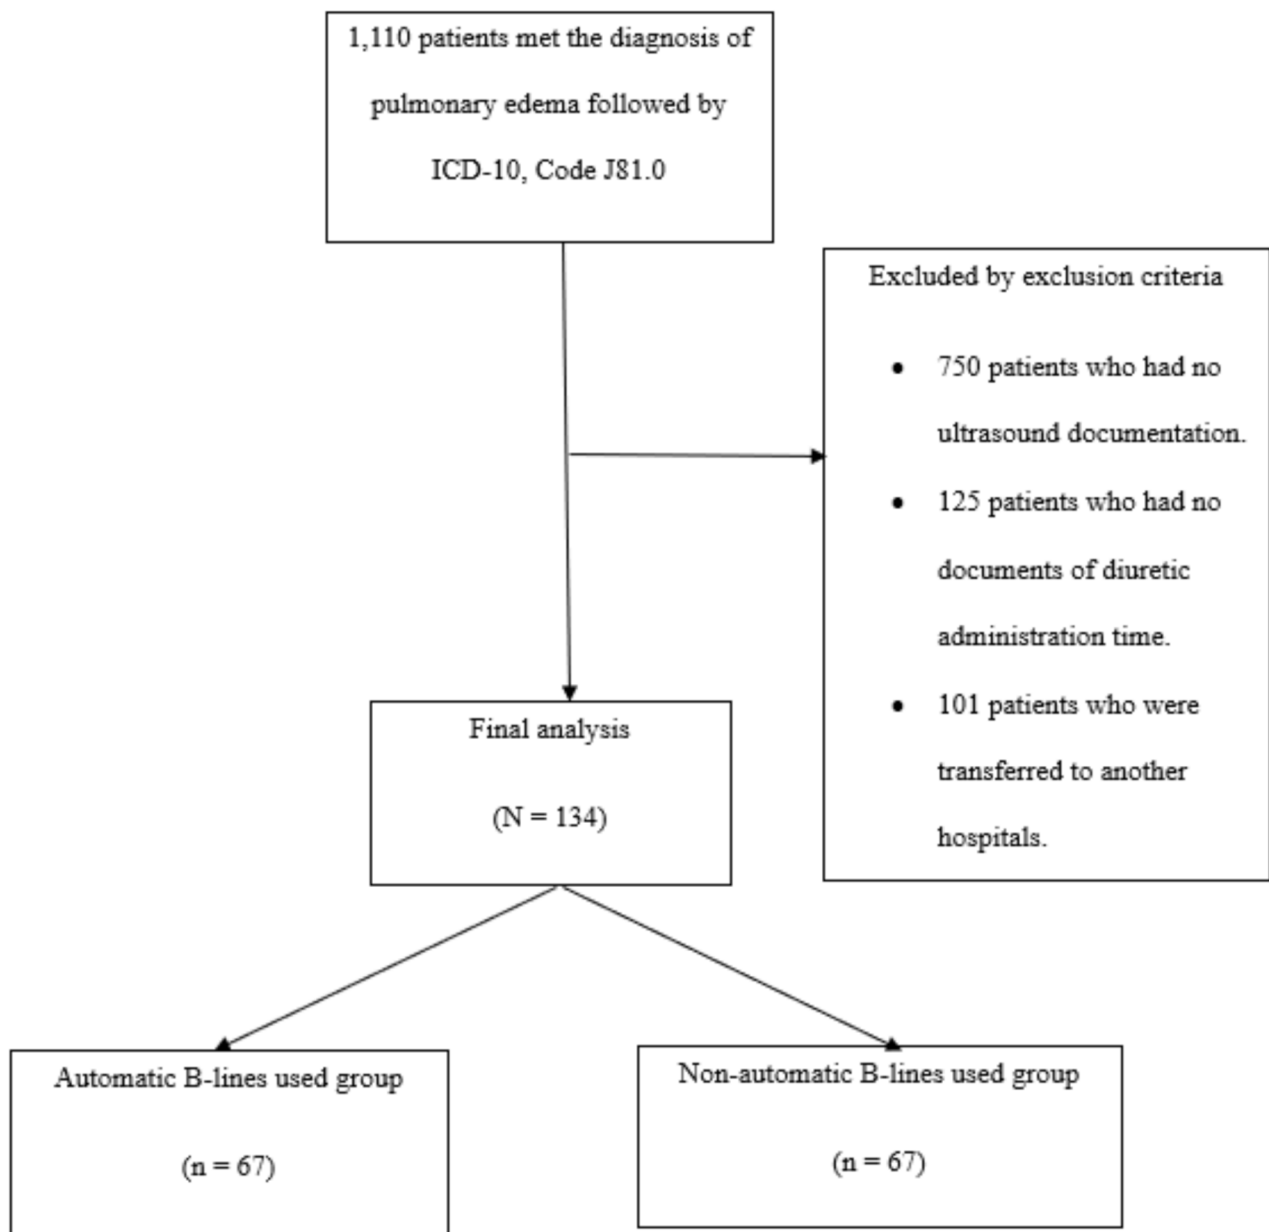 1,110 patients met the diagnosis of
pulmonary edema followed by
ICD-10, Code J81.0
Excluded by exclusion criteria
• 750 patients who had no
ultrasound documentation.
• 125 patients who had no
documents of diuretic
administration time.
• 101 patients who were
transferred to another
hospitals.
Final analysis
(N = 134)
Automatic B-lines used group
(n = 67)
Non-automatic B-lines used group
(n = 67)